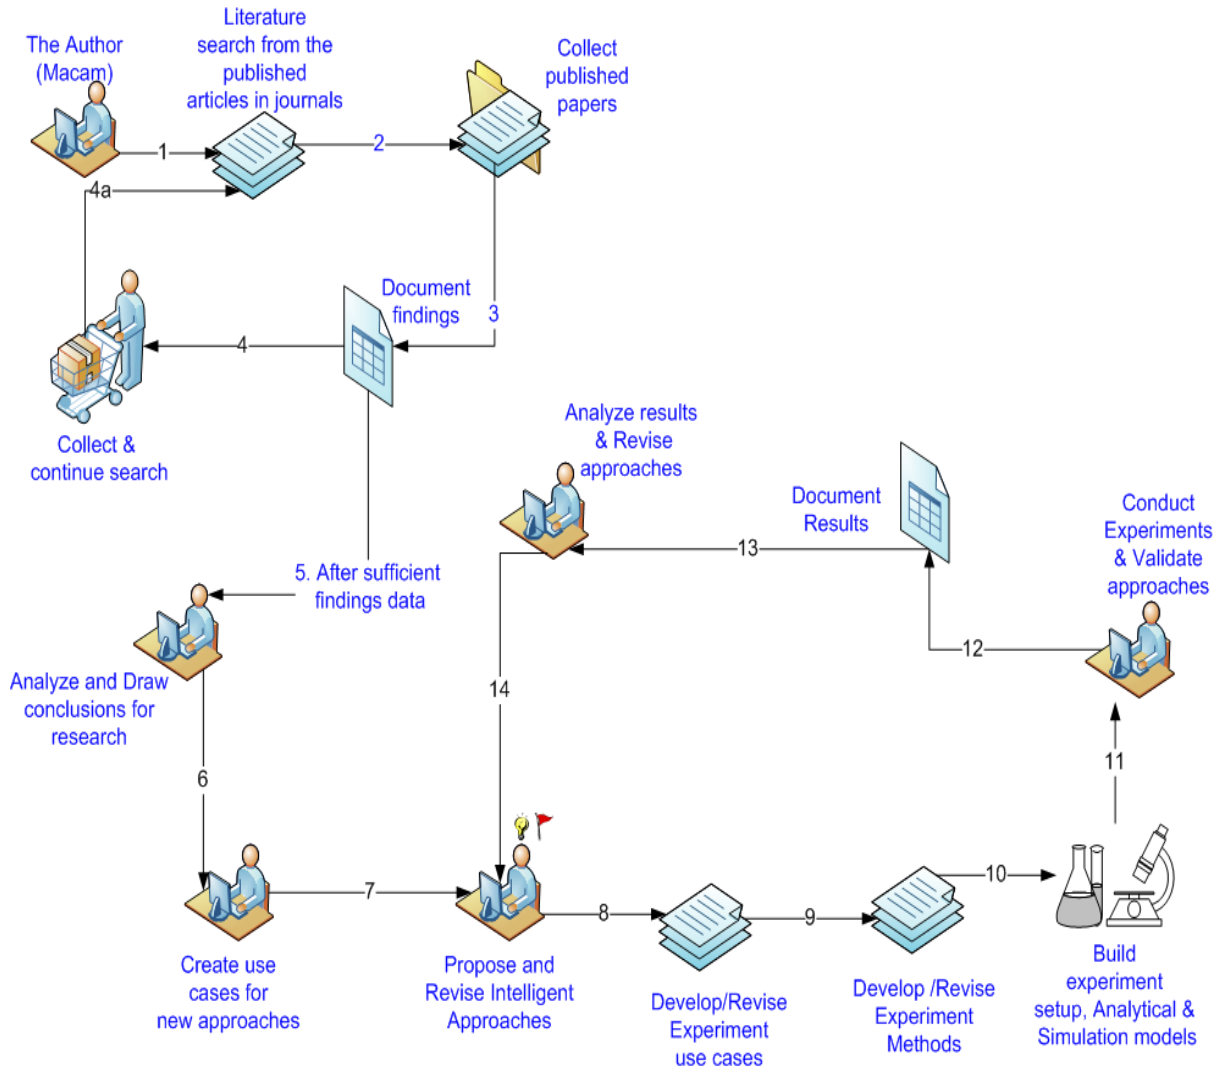 The Author
(Macam)
Literature
search from the
published
articles in journals
Collect
published
papers
1
2
4a
3
Document
findings
4
Collect &
continue search
5. After sufficient
findings data
Analyze and Draw
conclusions for
research
6
Create use
cases for
new approaches
7
Analyze results
& Revise
approaches
14
Propose and
Revise Intelligent
Approaches
8
Develop/Revise
Experiment
use cases
9
Develop /Revise
Experiment
Methods
10
Build
experiment
setup, Analytical &
Simulation models
11
Conduct
Experiments
& Validate
approaches
12
Document
Results
13